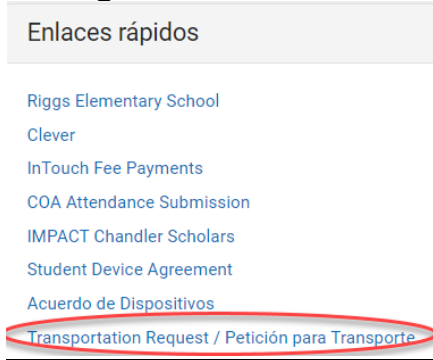 Enlaces rápidos
Riggs Elementary School
Clever
InTouch Fee Payments
COA Attendance Submission
IMPACT Chandler Scholars
Student Device Agreement
Acuerdo de Dispositivos
Transportation Request / Petición para Transporte